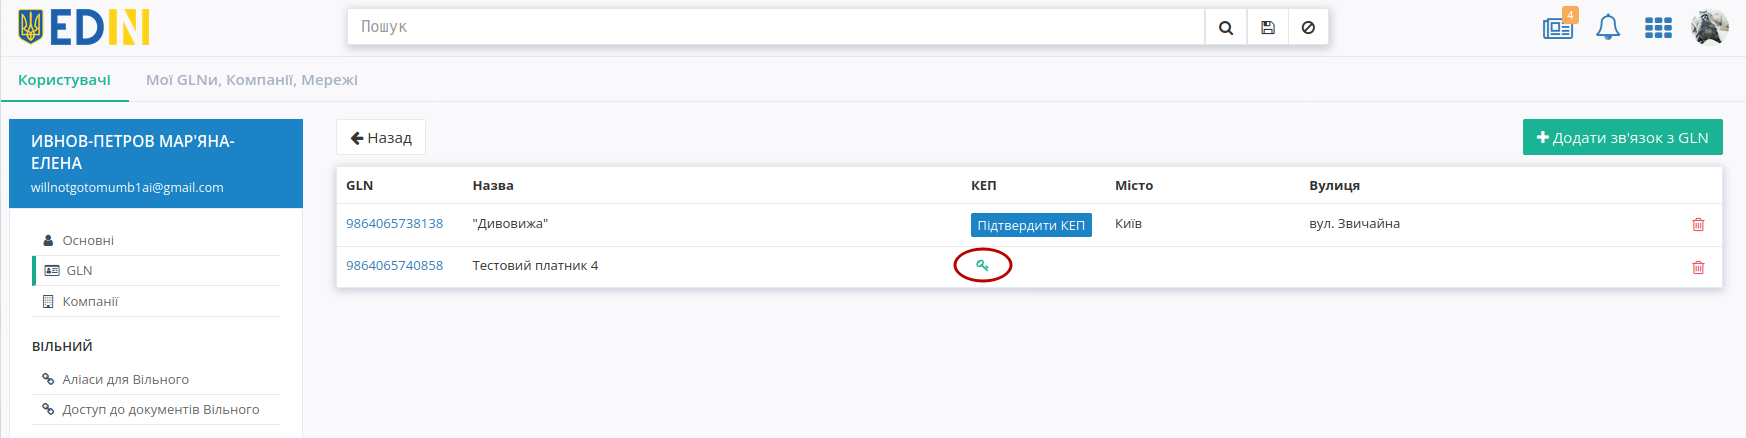 EDIN
Пошук
4
Користувачі
Мої GLNи, Компанії, Мережі
ИВНОВ-ПЕТРОВ МАР'ЯНА-
ЕЛЕНА
willnotgotomumb1ai@gmail.com
Основні
GLN
Компанії
ВІЛЬНИЙ
Аліаси для Вільного
Доступ до документів Вільного
Назад
Додати зв'язок з GLN
GLN Назва КЕП Місто Вулиця
9864065738138 "Дивовижа" Підтвердити КЕП Київ вул. Звичайна
9864065740858 Тестовий платник 4